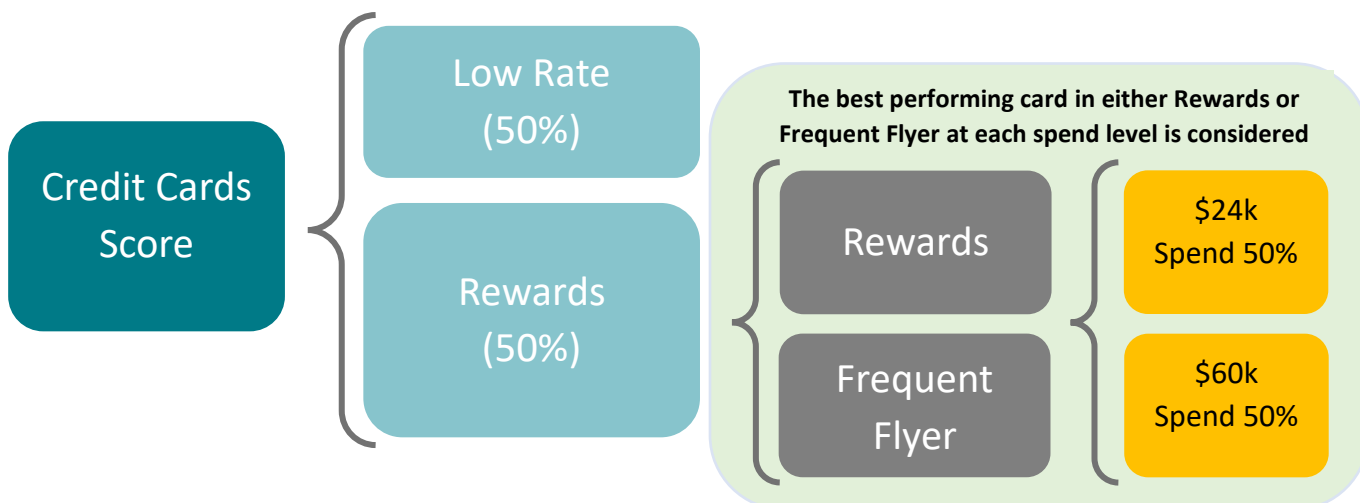 Credit Cards
Score
Low Rate
(50%)
Rewards
(50%)
The best performing card in either Rewards or
Frequent Flyer at each spend level is considered
Rewards
Frequent
Flyer
$24k
Spend 50%
$60k
Spend 50%